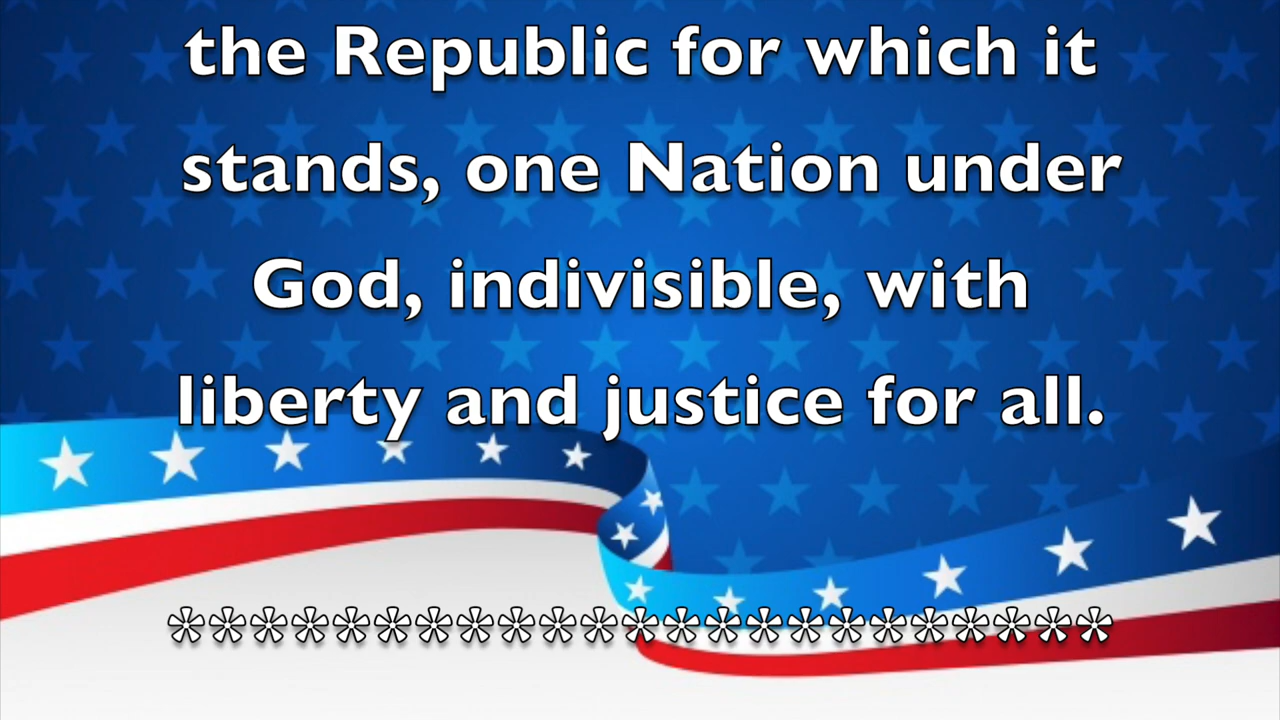 the Republic for which it
stands, one Nation under
God, indivisible, with
liberty and justice for all.
***********************